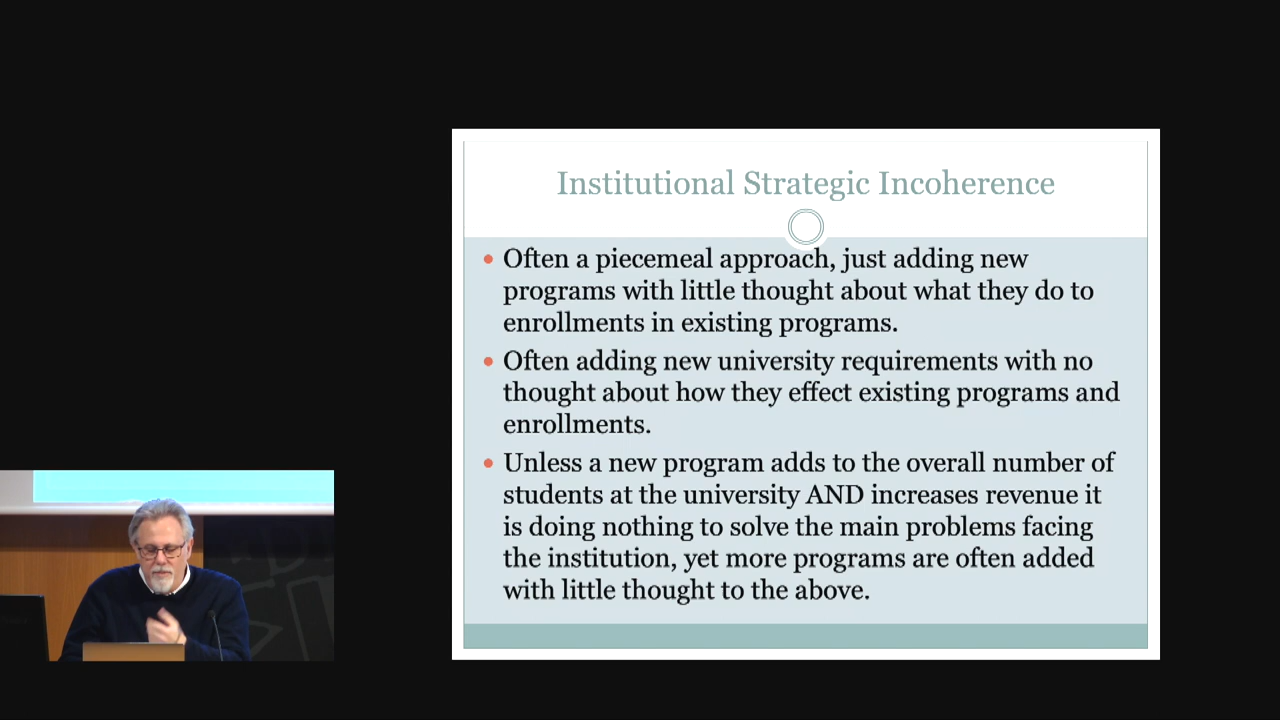 Institutional Strategic Incoherence
• Often a piecemeal approach, just adding new
programs with little thought about what they do to
enrollments in existing programs.
• Often adding new university requirements with no
thought about how they effect existing programs and
enrollments.
• Unless a new program adds to the overall number of
students at the university AND increases revenue it
is doing nothing to solve the main problems facing
the institution, yet more programs are often added
with little thought to the above.